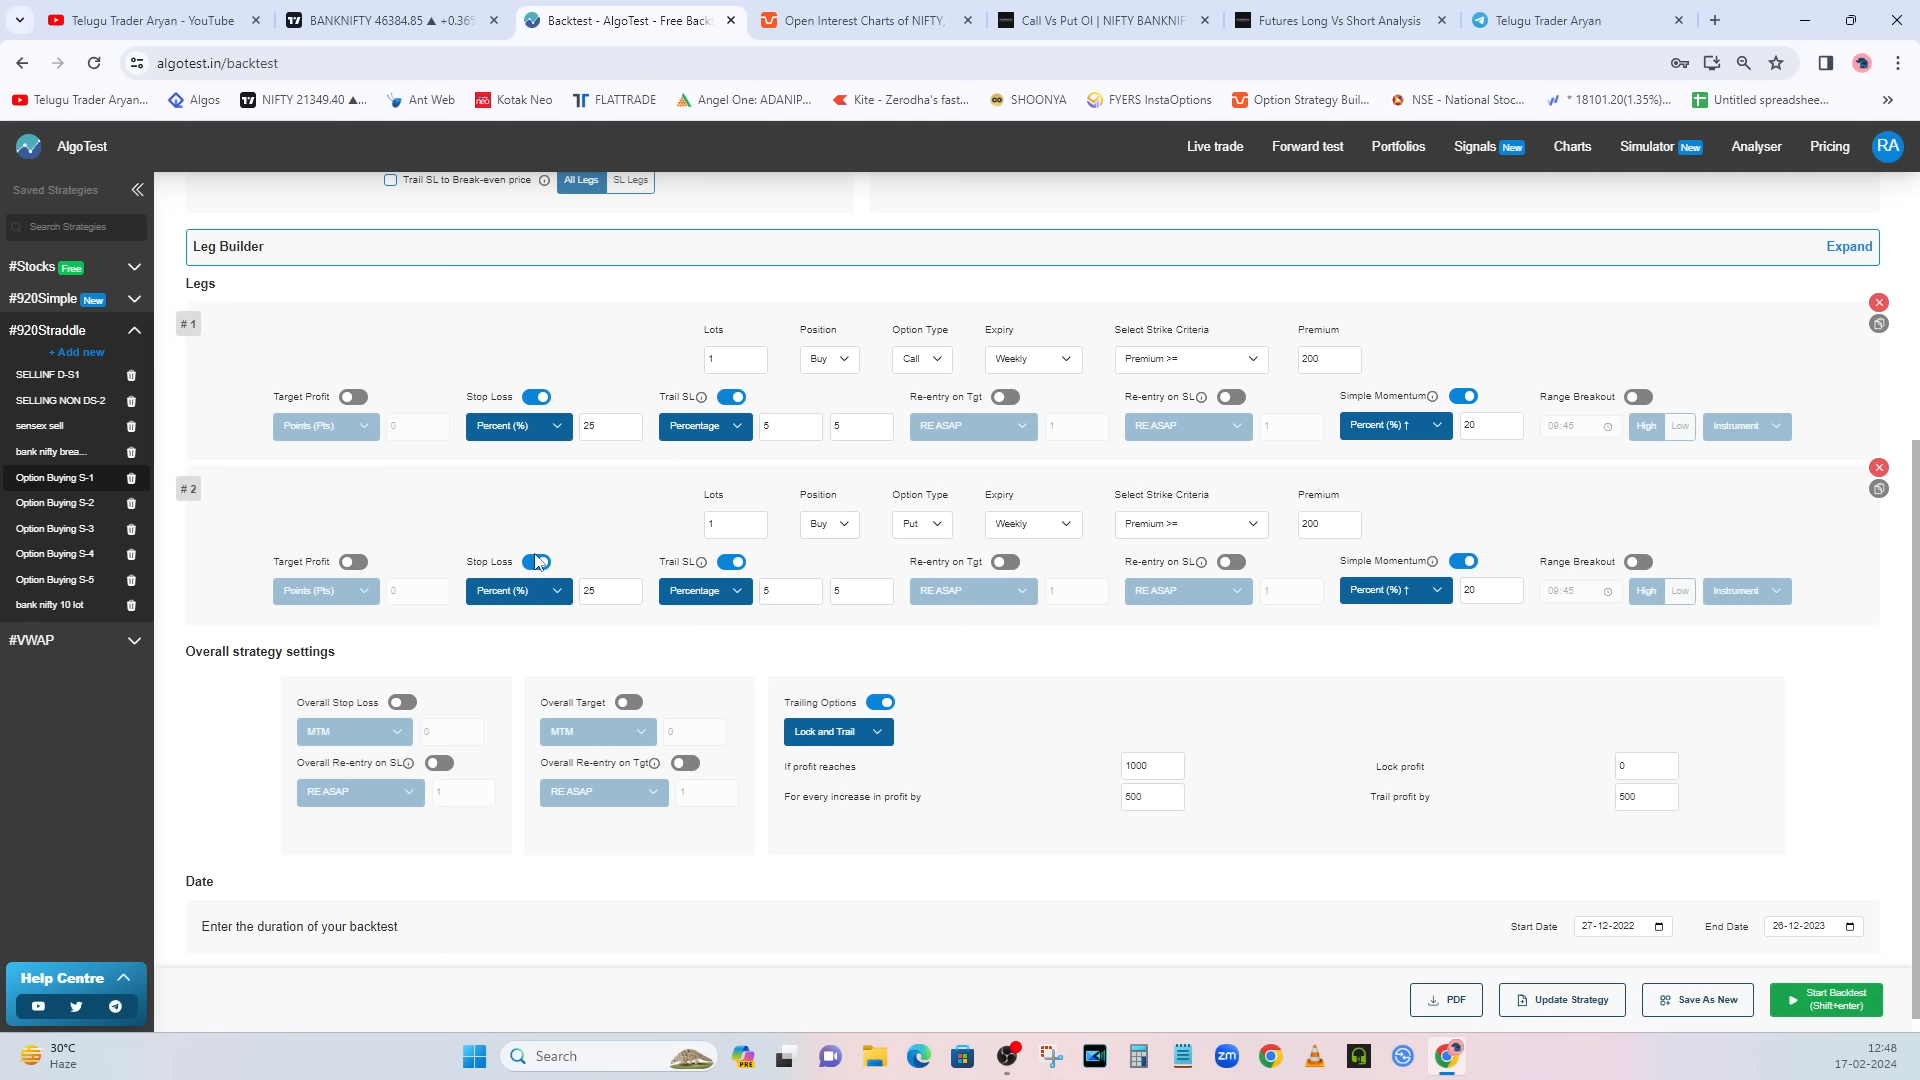 Telugu Trader Aryan - YouTube
BANKNIFTY 46384.85 ▲ +0.36%
Backtest - AlgoTest - Free Back
Open Interest Charts of NIFTY,
Call Vs Put OI | NIFTY BANKNIF
Futures Long Vs Short Analysis
Telugu Trader Aryan
algotest.in/backtest
Telugu Trader Aryan...
Algos
NIFTY 21349.40 ▲...
Ant Web
Kotak Neo
FLATTRADE
Angel One: ADANIP...
Kite - Zerodha's fast...
SHOONYA
FYERS InstaOptions
Option Strategy Buil...
NSE - National Stoc...
* 18101.20(1.35%)...
Untitled spreadshee...
AlgoTest
Live trade
Forward test
Portfolios
Signals New
Charts
Simulator New
Analyser
Pricing
RA
Saved Strategies
Search Strategies
#Stocks Free
#920Simple New
#920Straddle
+ Add new
SELLINF D-S1
SELLING NON DS-2
sensex sell
bank nifty brea...
Option Buying S-1
Option Buying S-2
Option Buying S-3
Option Buying S-4
Option Buying S-5
bank nifty 10 lot
#VWAP
Help Centre
Trail SL to Break-even price All Legs SL Legs
Leg Builder Expand
Legs
# 1
Lots Position Option Type Expiry Select Strike Criteria Premium
1 Buy Call Weekly Premium >= 200
Target Profit Stop Loss Trail SL Re-entry on Tgt Re-entry on SL Simple Momentum Range Breakout
Points (Pts) 0 Percent (%) 25 Percentage 5 5 RE ASAP 1 RE ASAP 1 Percent (%) ↑ 20 09:45 High Low Instrument
# 2
Lots Position Option Type Expiry Select Strike Criteria Premium
1 Buy Put Weekly Premium >= 200
Target Profit Stop Loss Trail SL Re-entry on Tgt Re-entry on SL Simple Momentum Range Breakout
Points (Pts) 0 Percent (%) 25 Percentage 5 5 RE ASAP 1 RE ASAP 1 Percent (%) ↑ 20 09:45 High Low Instrument
Overall strategy settings
Overall Stop Loss Overall Target Trailing Options
MTM 0 MTM 0 Lock and Trail
Overall Re-entry on SL Overall Re-entry on Tgt If profit reaches 1000 Lock profit 0
RE ASAP 1 RE ASAP 1 For every increase in profit by 500 Trail profit by 500
Date
Enter the duration of your backtest Start Date 27-12-2022 End Date 26-12-2023
PDF
Update Strategy
Save As New
Start Backtest
(Shift+enter)
30°C
Haze
Search
PRE
zm
12:48
17-02-2024